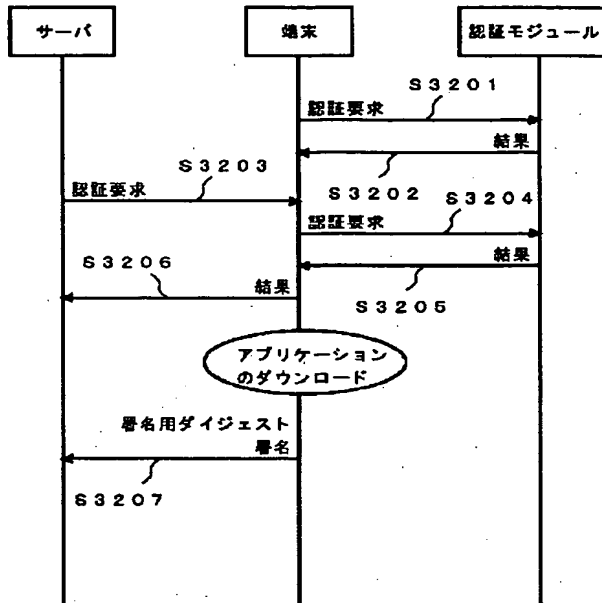 サーバ
端末
認証モジュール
S3201
認証要求
結果
S3203
S3202
認証要求
S3204
認証要求
S3206
結果
結果
S3205
アプリケーション
のダウンロード
署名用ダイジェスト
署名
S3207